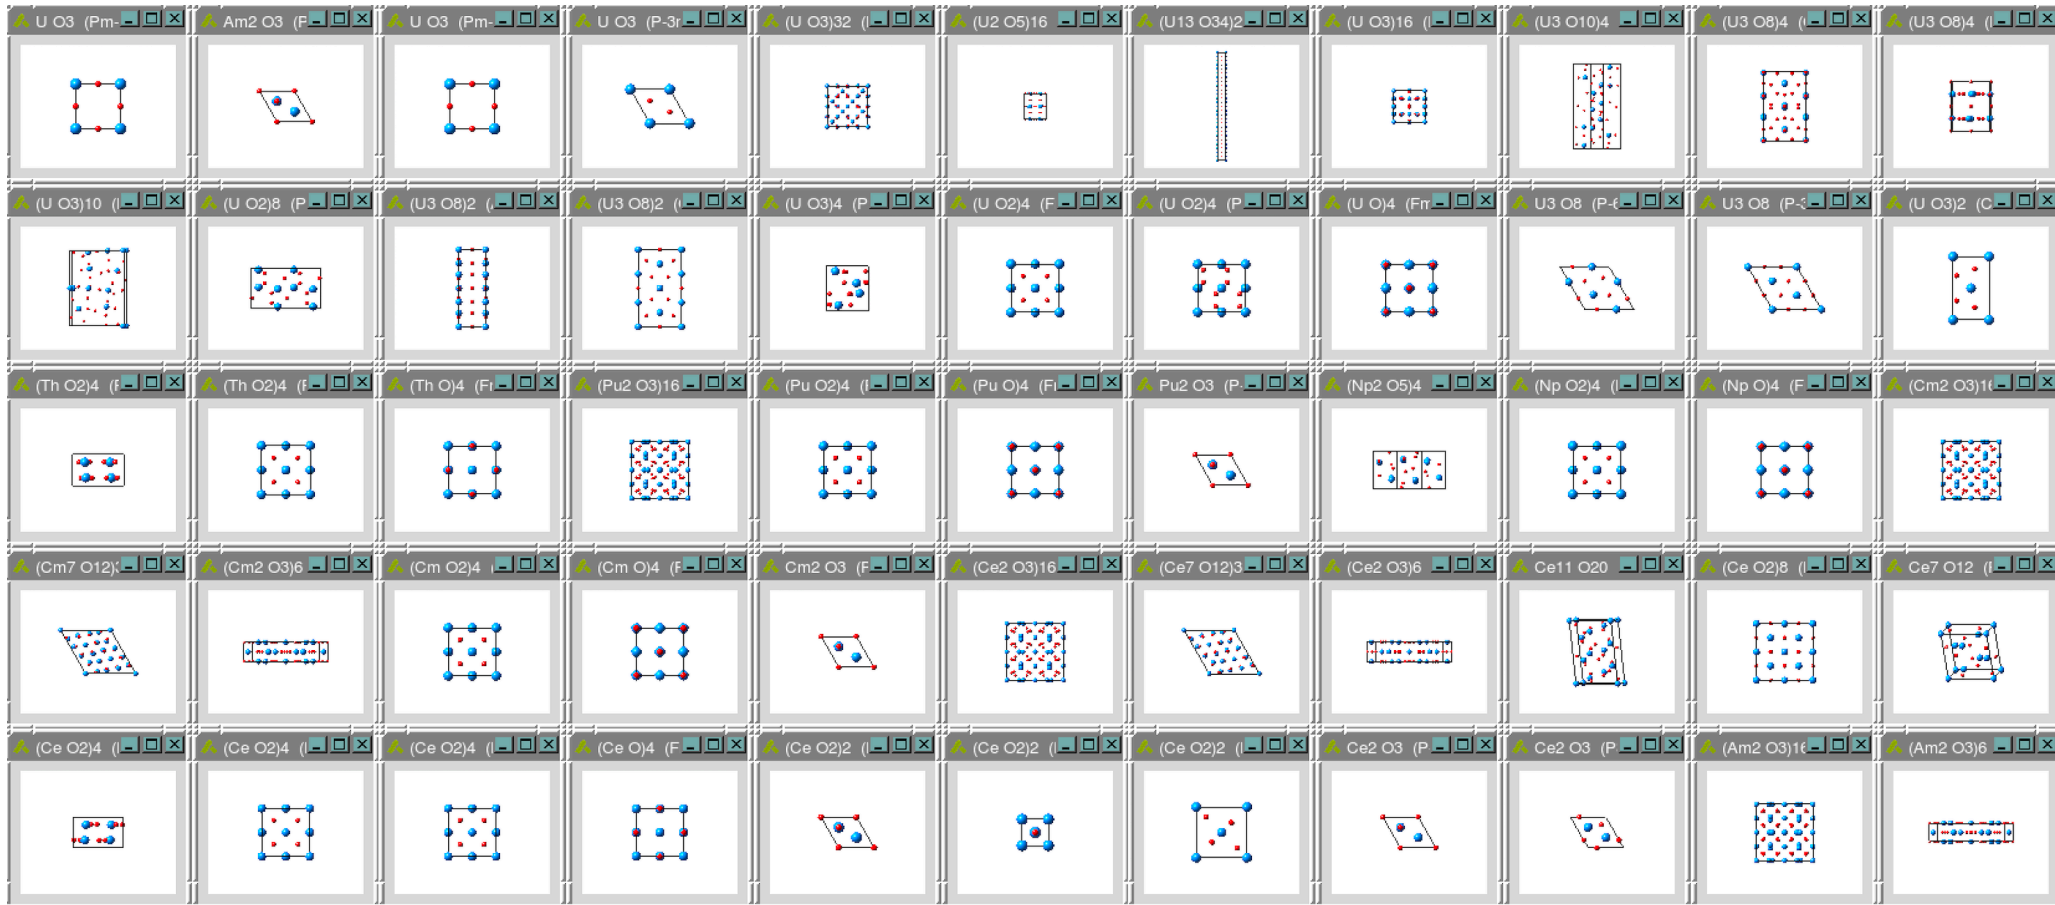 U O3 (Pm- Am2 O3 (P U O3 (Pm- U O3 (P-3r (U O3)32 ( (U2 O5)16 (U13 O34)2 (U O3)16 ( (U3 O10)4 (U3 O8)4 ( (U3 O8)4 (
(U O3)10 ( (U O2)8 (P (U3 O8)2 ( (U3 O8)2 ( (U O3)4 (P (U O2)4 (F (U O2)4 (P (U O)4 (Fm U3 O8 (P-6 U3 O8 (P-3 (U O3)2 (C
(Th O2)4 (F (Th O2)4 (F (Th O)4 (Fr (Pu2 O3)16 (Pu O2)4 ( (Pu O)4 (Fr Pu2 O3 (P- (Np2 O5)4 (Np O2)4 ( (Np O)4 (F (Cm2 O3)16
(Cm7 O12)3 (Cm2 O3)6 (Cm O2)4 (Cm O)4 (F Cm2 O3 (P (Ce2 O3)16 (Ce7 O12)3 (Ce2 O3)6 Ce11 O20 (Ce O2)8 ( Ce7 O12 (
(Ce O2)4 ( (Ce O2)4 ( (Ce O2)4 ( (Ce O)4 (F (Ce O2)2 ( (Ce O2)2 ( (Ce O2)2 ( Ce2 O3 (P Ce2 O3 (P (Am2 O3)16 (Am2 O3)6